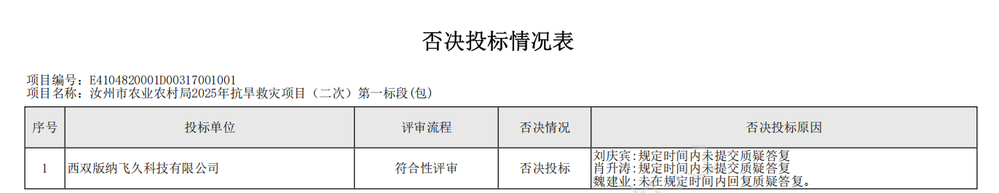 否决投标情况表
项目编号：E4104820001D00317001001
项目名称：汝州市农业农村局2025年抗旱救灾项目（二次）第一标段(包)
序号 投标单位 评审流程 否决情况 否决投标原因
1 西双版纳飞久科技有限公司 符合性评审 否决投标 刘庆宾:规定时间内未提交质疑答复
肖升涛:规定时间内未提交质疑答复
魏建业:未在规定时间内回复质疑答复。